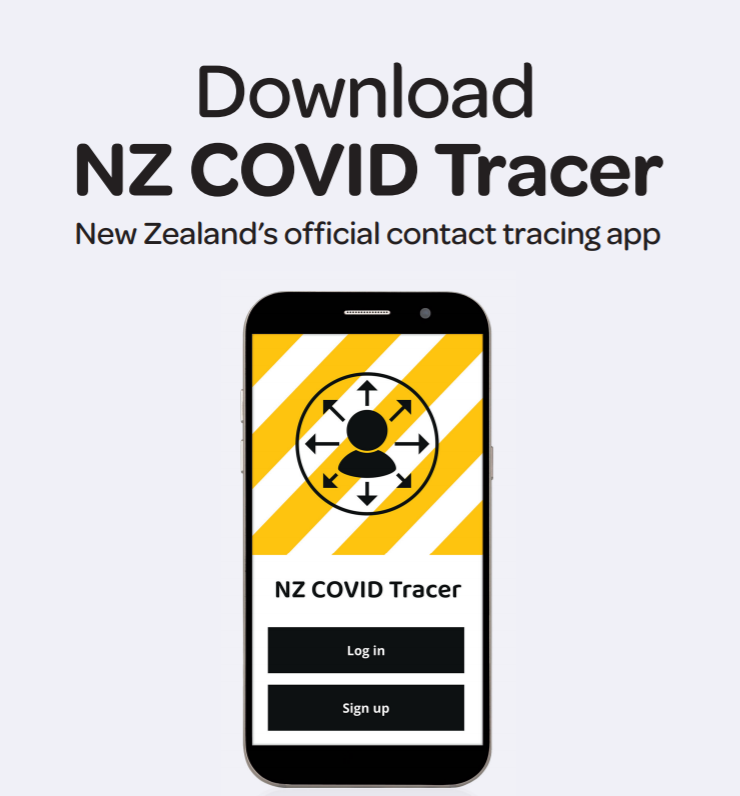 Download
NZ COVID Tracer
New Zealand's official contact tracing app
NZ COVID Tracer
Log in
Sign up